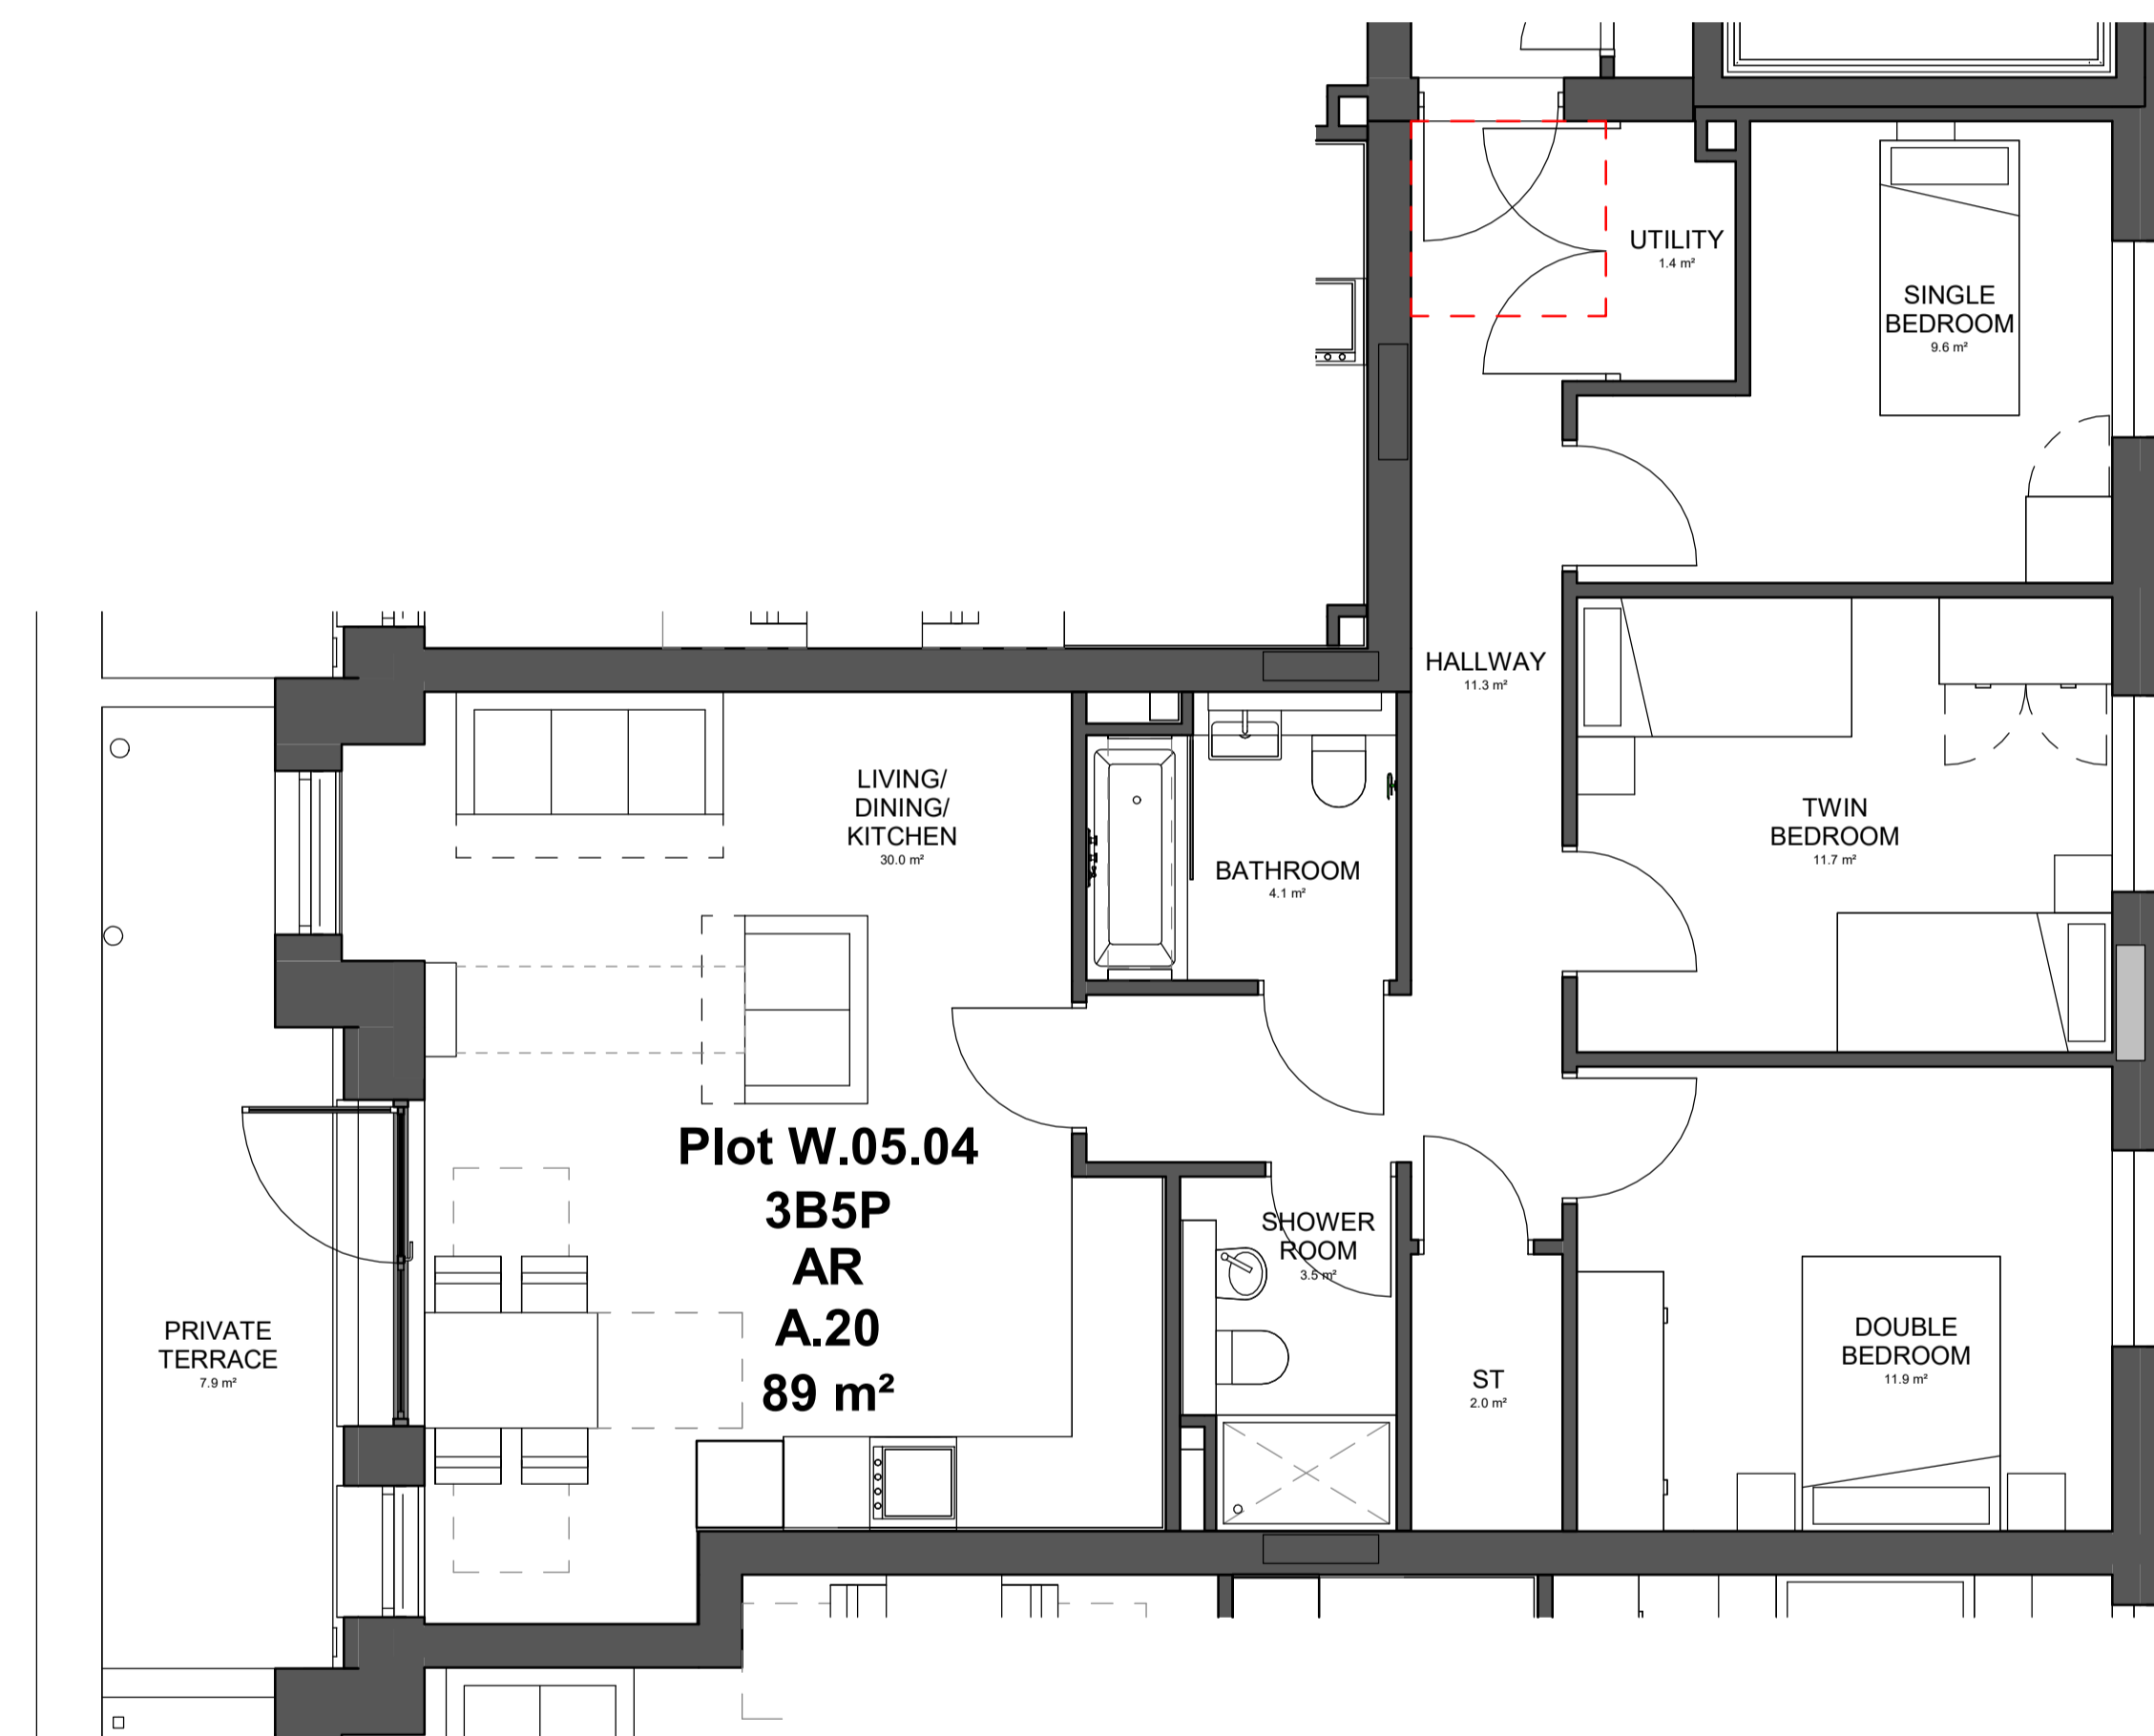 UTILITY
1.4 m²
SINGLE
BEDROOM
9.6 m²
HALLWAY
11.3 m²
LIVING/
DINING/
KITCHEN
30.0 m²
BATHROOM
4.1 m²
TWIN
BEDROOM
11.7 m²
Plot W.05.04
3B5P
AR
A.20
89 m²
SHOWER
ROOM
3.5 m²
PRIVATE
TERRACE
7.9 m²
ST
2.0 m²
DOUBLE
BEDROOM
11.9 m²